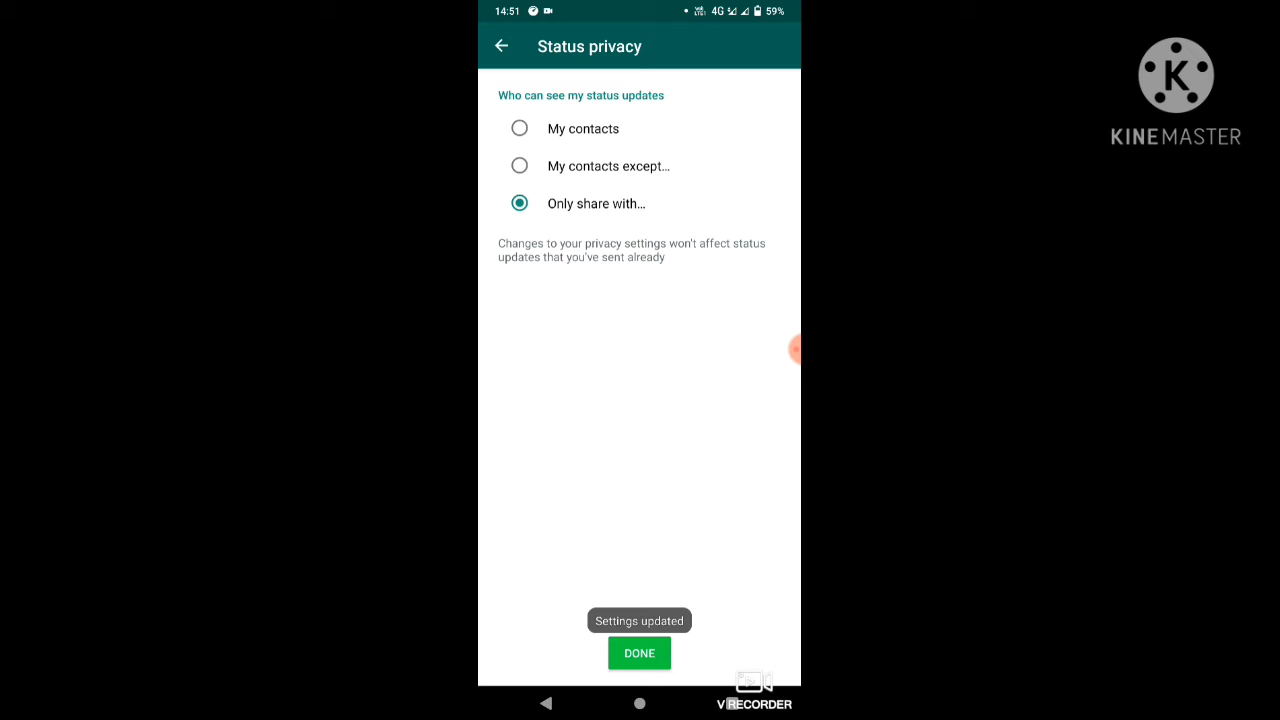 14:51 4G 59%
Status privacy
K
KINEMASTER
Who can see my status updates
My contacts
My contacts except...
Only share with...
Changes to your privacy settings won't affect status
updates that you've sent already
Settings updated
DONE
VRECORDER